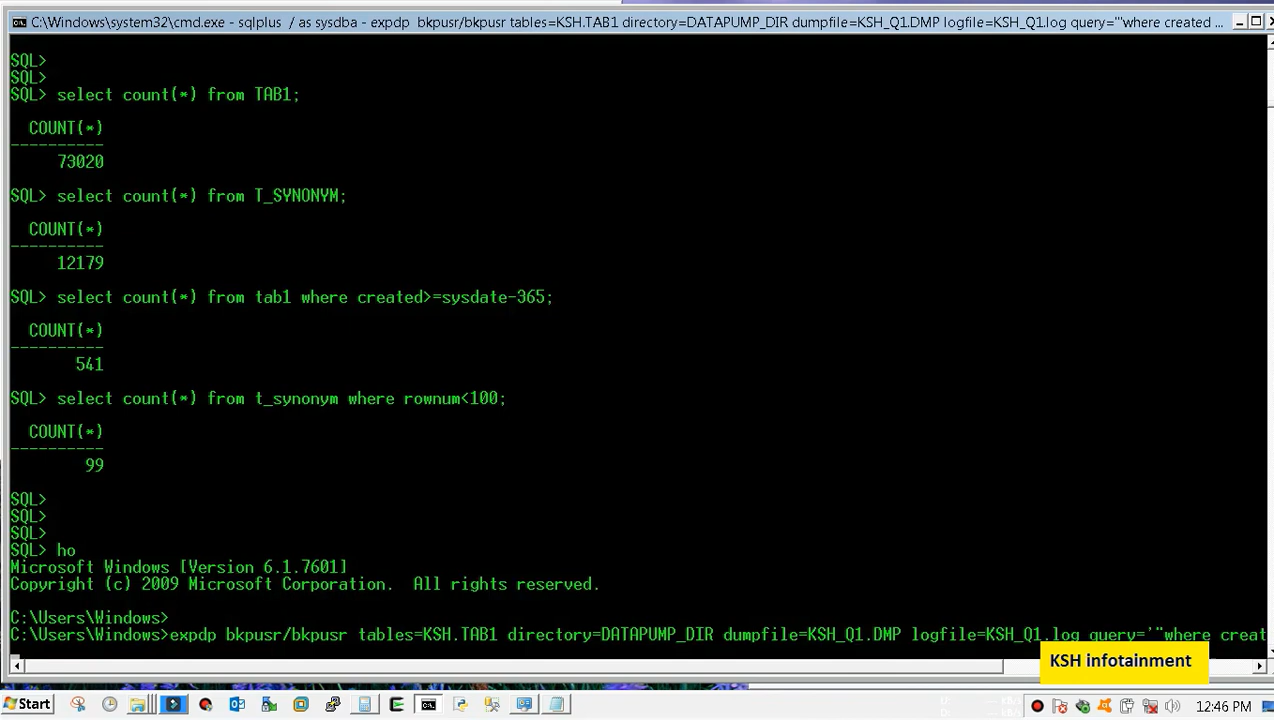 C:\Windows\system32\cmd.exe - sqlplus / as sysdba - expdp bkpusr/bkpusr tables=KSH.TAB1 directory=DATAPUMP_DIR dumpfile=KSH_Q1.DMP logfile=KSH_Q1.log query='"where created ...
SQL>
SQL>
SQL> select count(*) from TAB1;
COUNT(*)
----------
73020
SQL> select count(*) from T_SYNONYM;
COUNT(*)
----------
12179
SQL> select count(*) from tab1 where created>=sysdate-365;
COUNT(*)
----------
541
SQL> select count(*) from t_synonym where rownum<100;
COUNT(*)
----------
99
SQL>
SQL>
SQL>
SQL> ho
Microsoft Windows [Version 6.1.7601]
Copyright (c) 2009 Microsoft Corporation. All rights reserved.
C:\Users\Windows>
C:\Users\Windows>expdp bkpusr/bkpusr tables=KSH.TAB1 directory=DATAPUMP_DIR dumpfile=KSH_Q1.DMP logfile=KSH_Q1.log query='"where creat
KSH infotainment
Start
12:46 PM